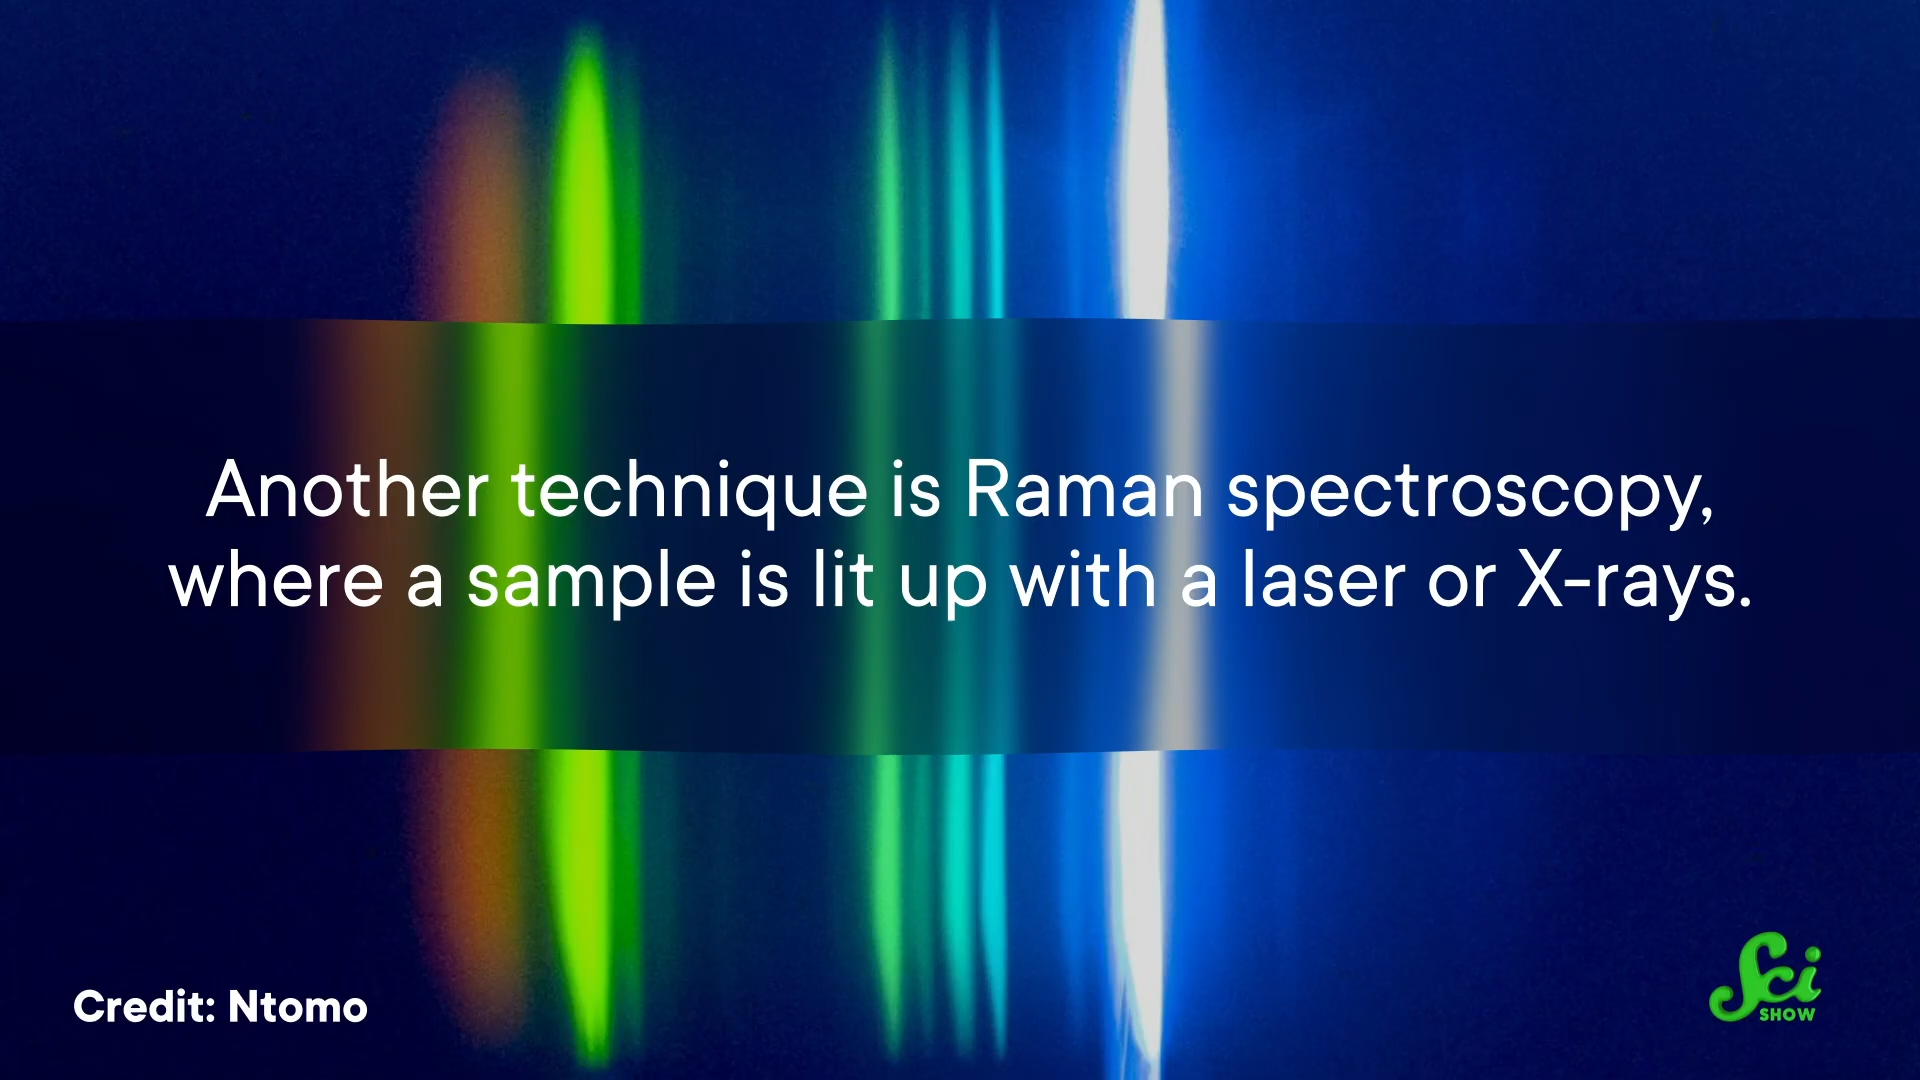 Another technique is Raman spectroscopy,
where a sample is lit up with a laser or X-rays.
Credit: Ntomo
Sci
SHOW